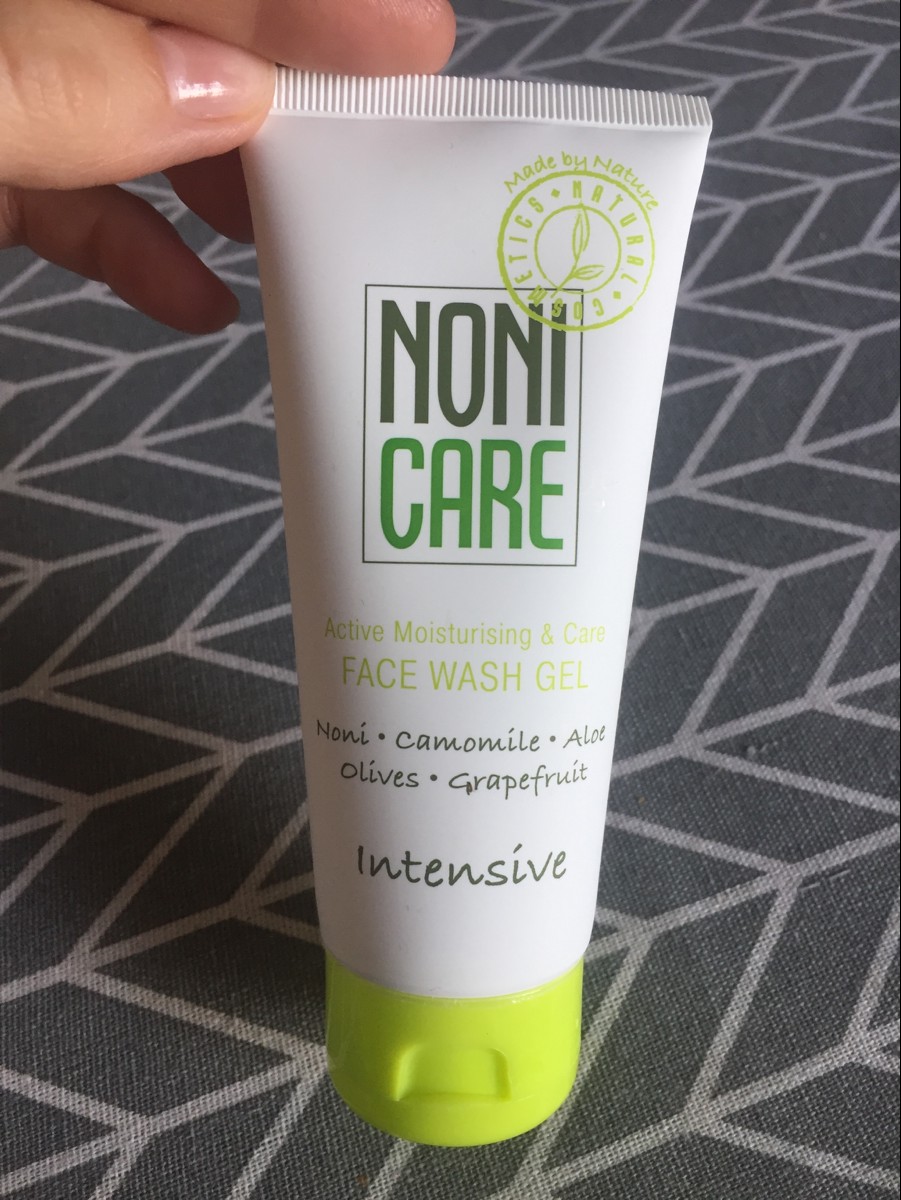 Made by Nature
NATURAL • COSMETICS •
NONI
CARE
Active Moisturising & Care
FACE WASH GEL
Noni • Camomile • Aloe
Olives • Grapefruit
Intensive